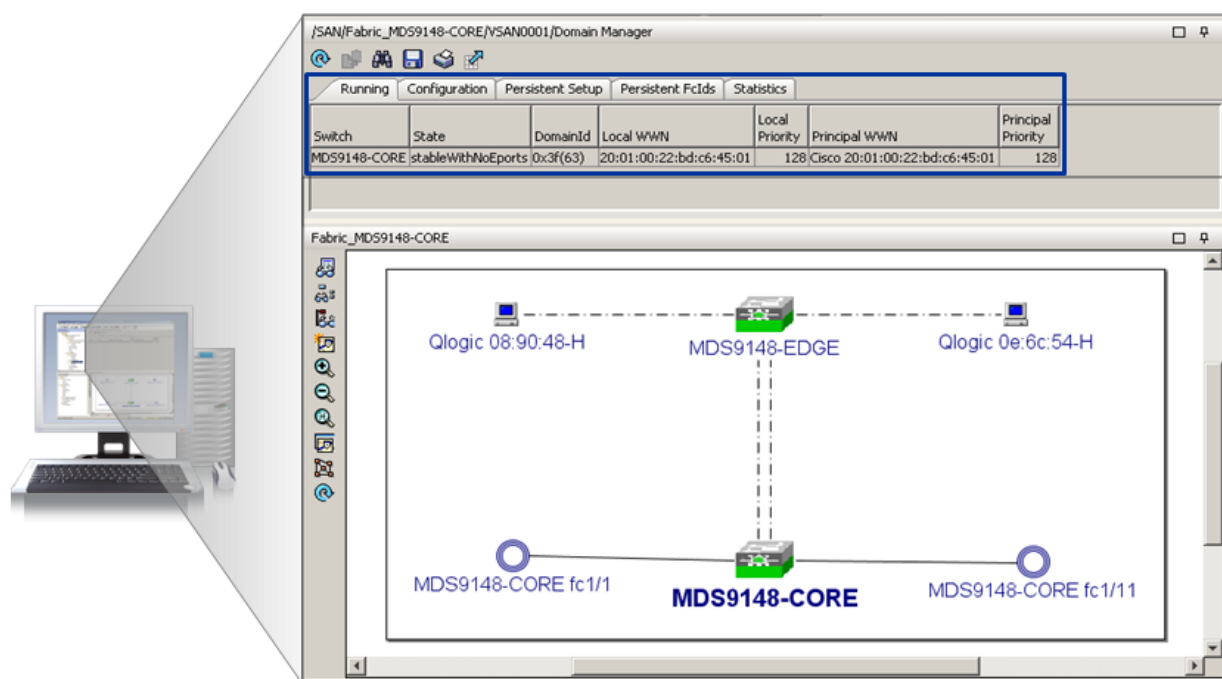 /SAN/Fabric_MDS9148-CORE/VSAN0001/Domain Manager
Running Configuration Persistent Setup Persistent FcIds Statistics
Switch State DomainId Local WWN Local Priority Principal WWN Principal Priority
MDS9148-CORE stableWithNoEports 0x3f(63) 20:01:00:22:bd:c6:45:01 128 Cisco 20:01:00:22:bd:c6:45:01 128
Fabric_MDS9148-CORE
Qlogic 08:90:48-H MDS9148-EDGE Qlogic 0e:6c:54-H
MDS9148-CORE fc1/1 MDS9148-CORE MDS9148-CORE fc1/11